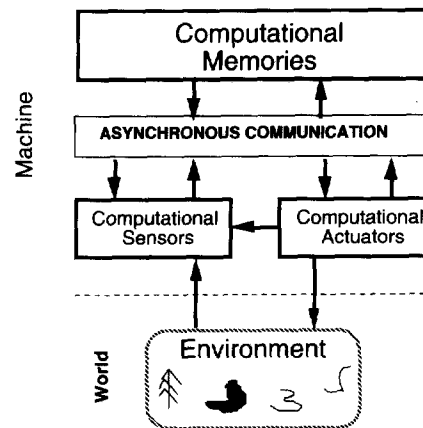 Computational
Memories
Machine
ASYNCHRONOUS COMMUNICATION
Computational
Sensors
Computational
Actuators
World
Environment